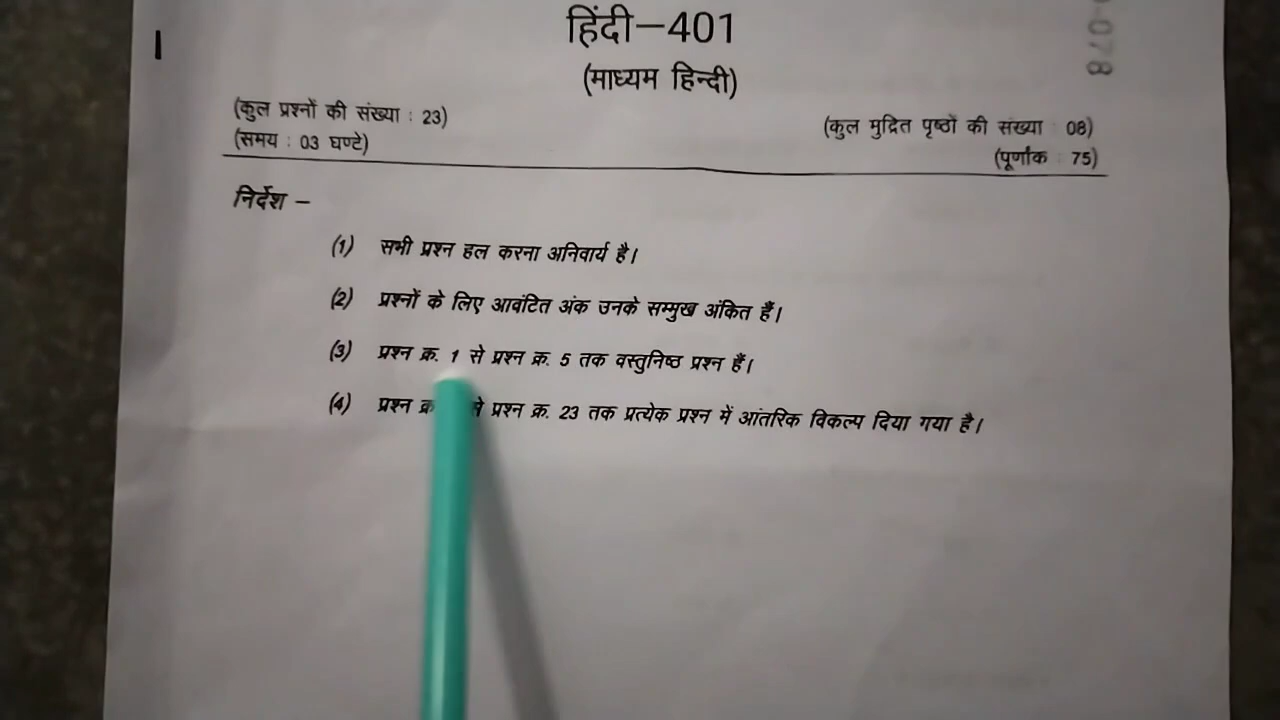 हिंदी–401
(माध्यम हिन्दी)
(कुल प्रश्नों की संख्या : 23)
(कुल मुद्रित पृष्ठों की संख्या : 08)
(समय : 03 घण्टे)
(पूर्णांक : 75)
निर्देश –
(1) सभी प्रश्न हल करना अनिवार्य है।
(2) प्रश्नों के लिए आवंटित अंक उनके सम्मुख अंकित हैं।
(3) प्रश्न क्र. 1 से प्रश्न क्र. 5 तक वस्तुनिष्ठ प्रश्न हैं।
(4) प्रश्न क्र से प्रश्न क्र. 23 तक प्रत्येक प्रश्न में आंतरिक विकल्प दिया गया है।